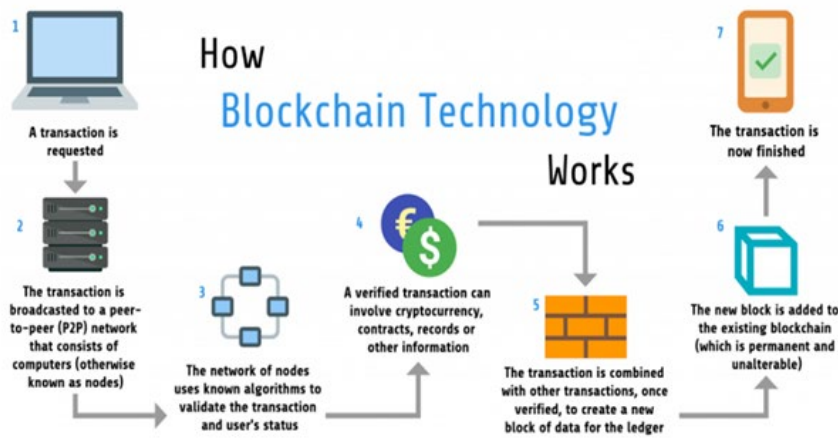 How
Blockchain Technology
Works
1
A transaction is
requested
2
The transaction is
broadcasted to a peer-
to-peer (P2P) network
that consists of
computers (otherwise
known as nodes)
3
The network of nodes
uses known algorithms to
validate the transaction
and user's status
4
€
$
A verified transaction can
involve cryptocurrency,
contracts, records or
other information
5
The transaction is combined
with other transactions, once
verified, to create a new
block of data for the ledger
6
The new block is added to
the existing blockchain
(which is permanent and
unalterable)
7
The transaction is
now finished